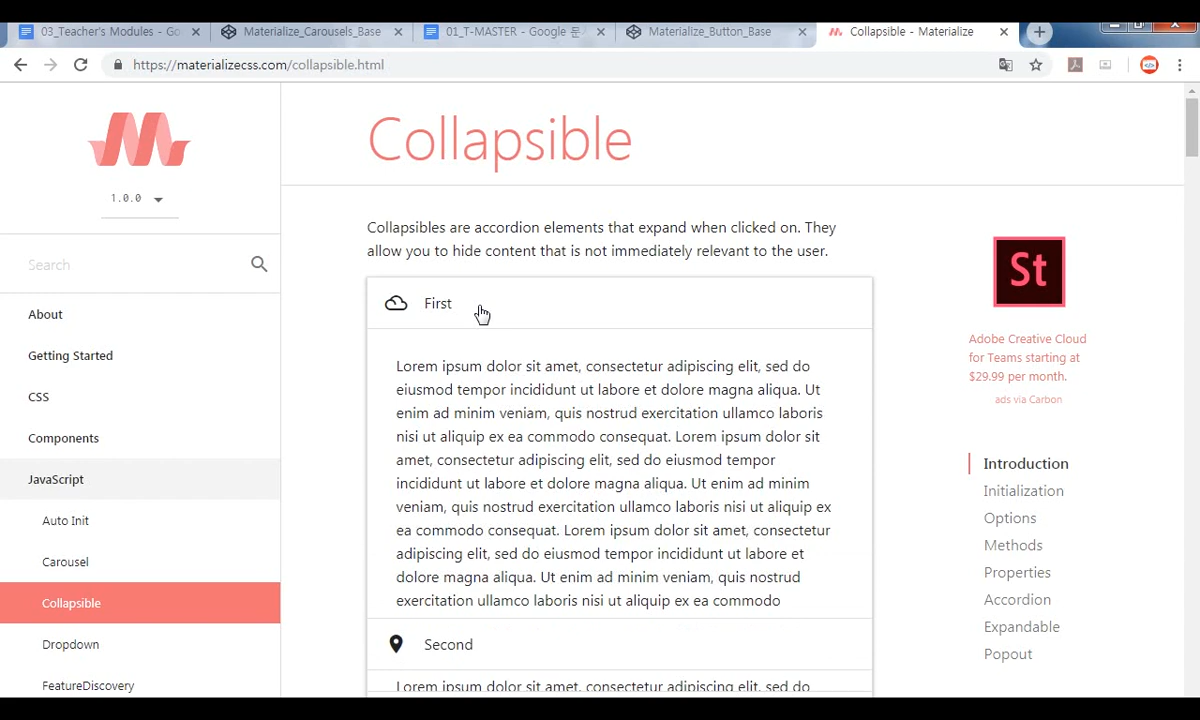 03_Teacher's Modules - Go
Materialize_Carousels_Base
01_T-MASTER - Google 문
Materialize_Button_Base
Collapsible - Materialize
https://materializecss.com/collapsible.html
1.0.0
Search
About
Getting Started
CSS
Components
JavaScript
Auto Init
Carousel
Collapsible
Dropdown
FeatureDiscovery
Collapsible
Collapsibles are accordion elements that expand when clicked on. They
allow you to hide content that is not immediately relevant to the user.
First
Lorem ipsum dolor sit amet, consectetur adipiscing elit, sed do
eiusmod tempor incididunt ut labore et dolore magna aliqua. Ut
enim ad minim veniam, quis nostrud exercitation ullamco laboris
nisi ut aliquip ex ea commodo consequat. Lorem ipsum dolor sit
amet, consectetur adipiscing elit, sed do eiusmod tempor
incididunt ut labore et dolore magna aliqua. Ut enim ad minim
veniam, quis nostrud exercitation ullamco laboris nisi ut aliquip ex
ea commodo consequat. Lorem ipsum dolor sit amet, consectetur
adipiscing elit, sed do eiusmod tempor incididunt ut labore et
dolore magna aliqua. Ut enim ad minim veniam, quis nostrud
exercitation ullamco laboris nisi ut aliquip ex ea commodo
Second
Lorem ipsum dolor sit amet, consectetur adipiscing elit, sed do
St
Adobe Creative Cloud
for Teams starting at
$29.99 per month.
ads via Carbon
Introduction
Initialization
Options
Methods
Properties
Accordion
Expandable
Popout